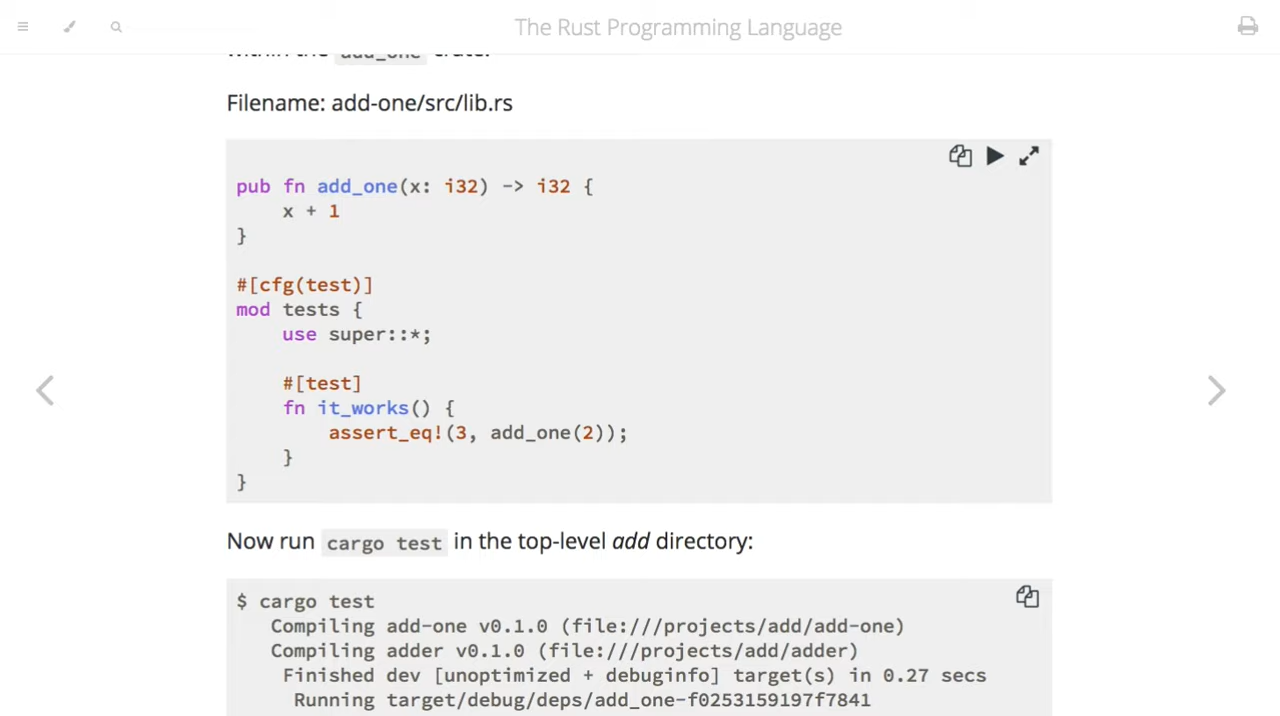 The Rust Programming Language
within the add_one crate:
Filename: add-one/src/lib.rs
pub fn add_one(x: i32) -> i32 {
    x + 1
}
#[cfg(test)]
mod tests {
    use super::*;
    #[test]
    fn it_works() {
        assert_eq!(3, add_one(2));
    }
}
Now run cargo test in the top-level add directory:
$ cargo test
   Compiling add-one v0.1.0 (file:///projects/add/add-one)
   Compiling adder v0.1.0 (file:///projects/add/adder)
    Finished dev [unoptimized + debuginfo] target(s) in 0.27 secs
     Running target/debug/deps/add_one-f0253159197f7841